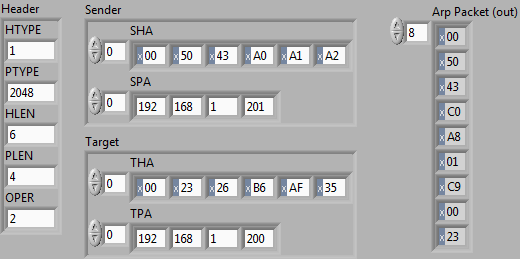 Header
HTYPE
1
PTYPE
2048
HLEN
6
PLEN
4
OPER
2
Sender
SHA
0 x 00 x 50 x 43 x A0 x A1 x A2
SPA
0 192 168 1 201
Target
THA
0 x 00 x 23 x 26 x B6 x AF x 35
TPA
0 192 168 1 200
Arp Packet (out)
8 x 00
x 50
x 43
x C0
x A8
x 01
x C9
x 00
x 23